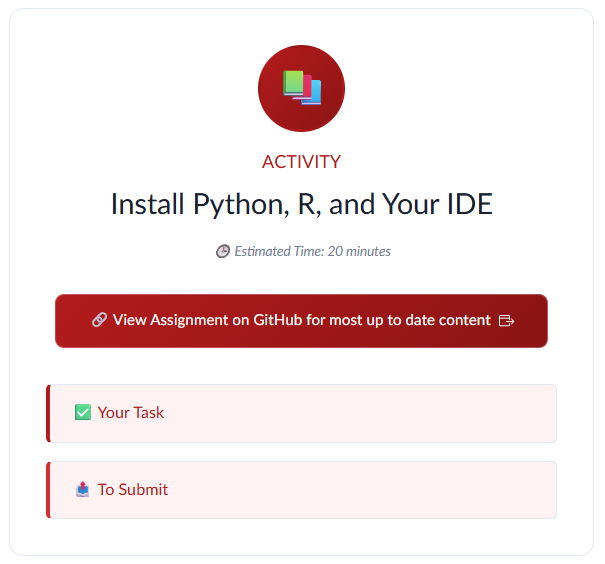 ACTIVITY
Install Python, R, and Your IDE
Estimated Time: 20 minutes
View Assignment on GitHub for most up to date content
Your Task
To Submit